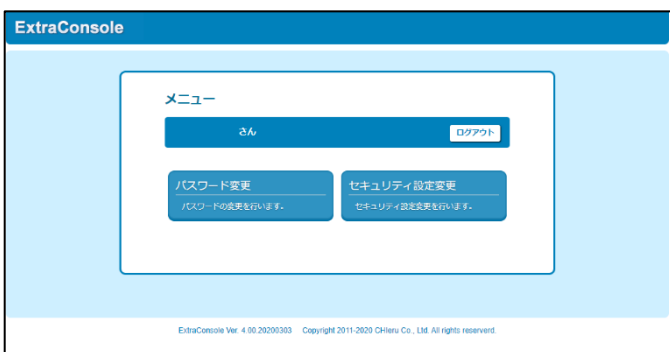 ExtraConsole
メニュー
さん
ログアウト
パスワード変更
パスワードの変更を行います。
セキュリティ設定変更
セキュリティ設定変更を行います。
ExtraConsole Ver. 4.00.20200303 Copyright 2011-2020 CHIeru Co., Ltd. All rights reserverd.